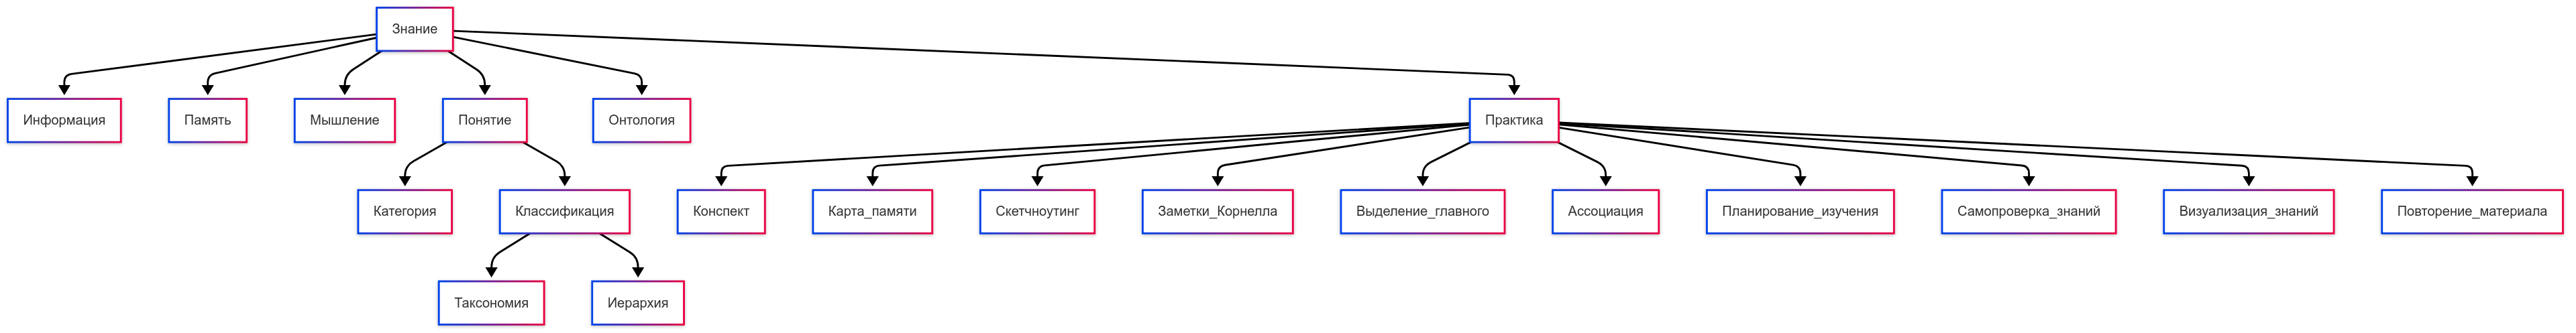 Знание
Информация
Память
Мышление
Понятие
Онтология
Практика
Категория
Классификация
Конспект
Карта_памяти
Скетчноутинг
Заметки_Корнелла
Выделение_главного
Ассоциация
Планирование_изучения
Самопроверка_знаний
Визуализация_знаний
Повторение_материала
Таксономия
Иерархия